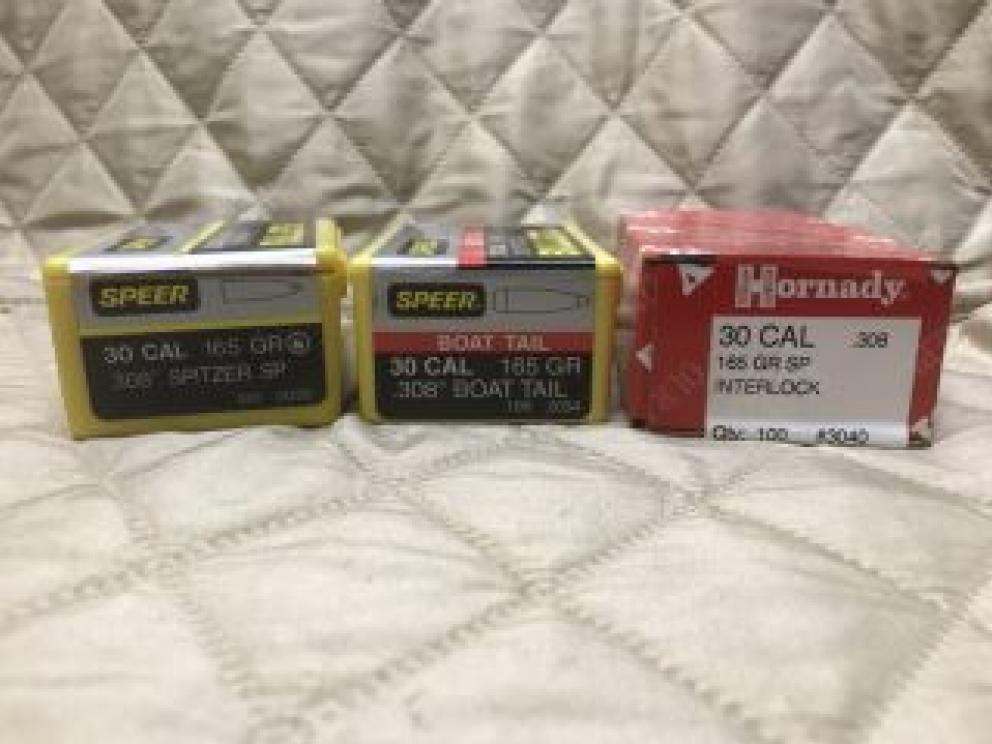 SPEER
30 CAL 165 GR
.308" SPITZER SP
SPEER
BOAT TAIL
30 CAL 165 GR
.308" BOAT TAIL
Hornady
30 CAL .308
165 GR SP
INTERLOCK
Qty: 100 #3040